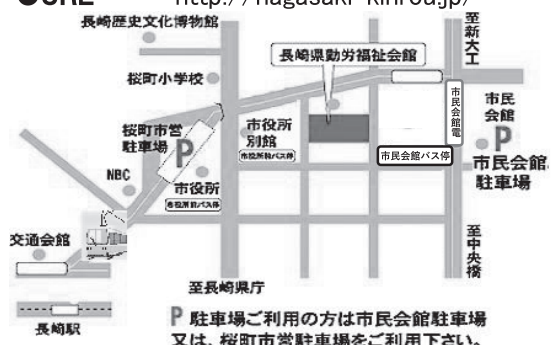 ●URL http://nagasaki-kinrou.jp/
長崎歴史文化博物館
至新大工
長崎県勤労福祉会館
桜町小学校
市民会館電
市民会館
P
桜町市営
駐車場
P
市役所
別館
市役所前バス停
市民会館バス停
市民会館
駐車場
NBC
市役所
市役所前バス停
交通会館
至中央橋
至長崎県庁
長崎駅
P 駐車場ご利用の方は市民会館駐車場
又は、桜町市営駐車場をご利用下さい。